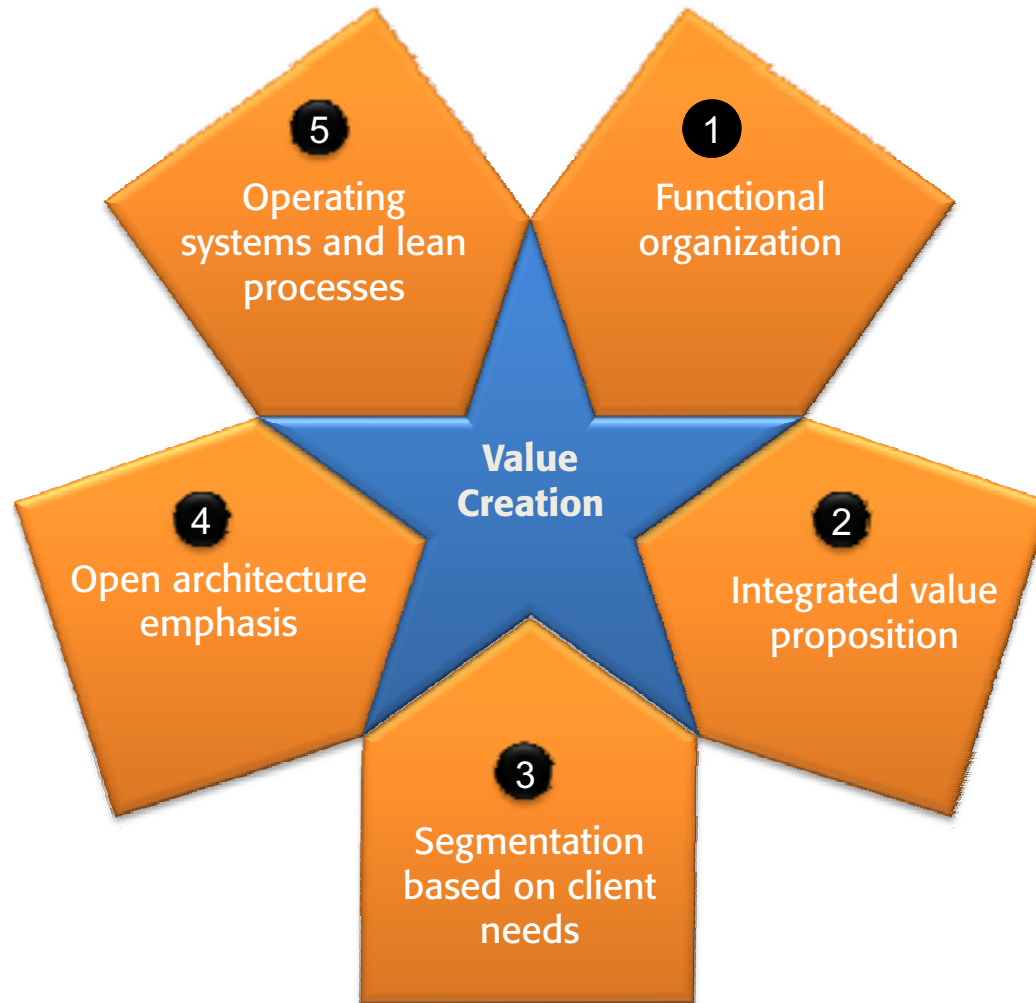 1
Functional
organization
2
Integrated value
proposition
3
Segmentation
based on client
needs
4
Open architecture
emphasis
5
Operating
systems and lean
processes
Value
Creation